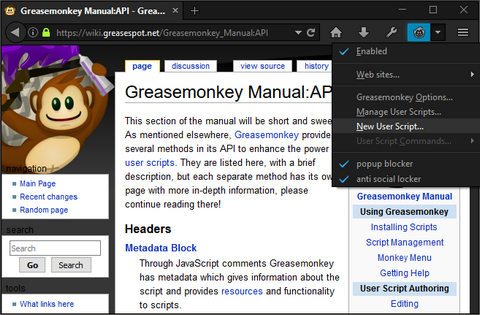 Greasemonkey Manual:API - Grea...
https://wiki.greasespot.net/Greasemonkey_Manual:API
Enabled
Web sites...
Greasemonkey Options...
Manage User Scripts...
New User Script...
User Script Commands...
popup blocker
anti social locker
page
discussion
view source
history
Greasemonkey Manual:AP
This section of the manual will be short and swee
As mentioned elsewhere, Greasemonkey provide
several methods in its API to enhance the power
user scripts. They are listed here, with a brief
description, but each separate method has its ow
page with more in-depth information, please
continue reading there!
Headers
Metadata Block
Through JavaScript comments Greasemonkey
has metadata which gives information about the
script and provides resources and functionality
to scripts.
navigation
Main Page
Recent changes
Random page
search
Search
Go
Search
tools
What links here
Greasemonkey Manual
Using Greasemonkey
Installing Scripts
Script Management
Monkey Menu
Getting Help
User Script Authoring
Editing